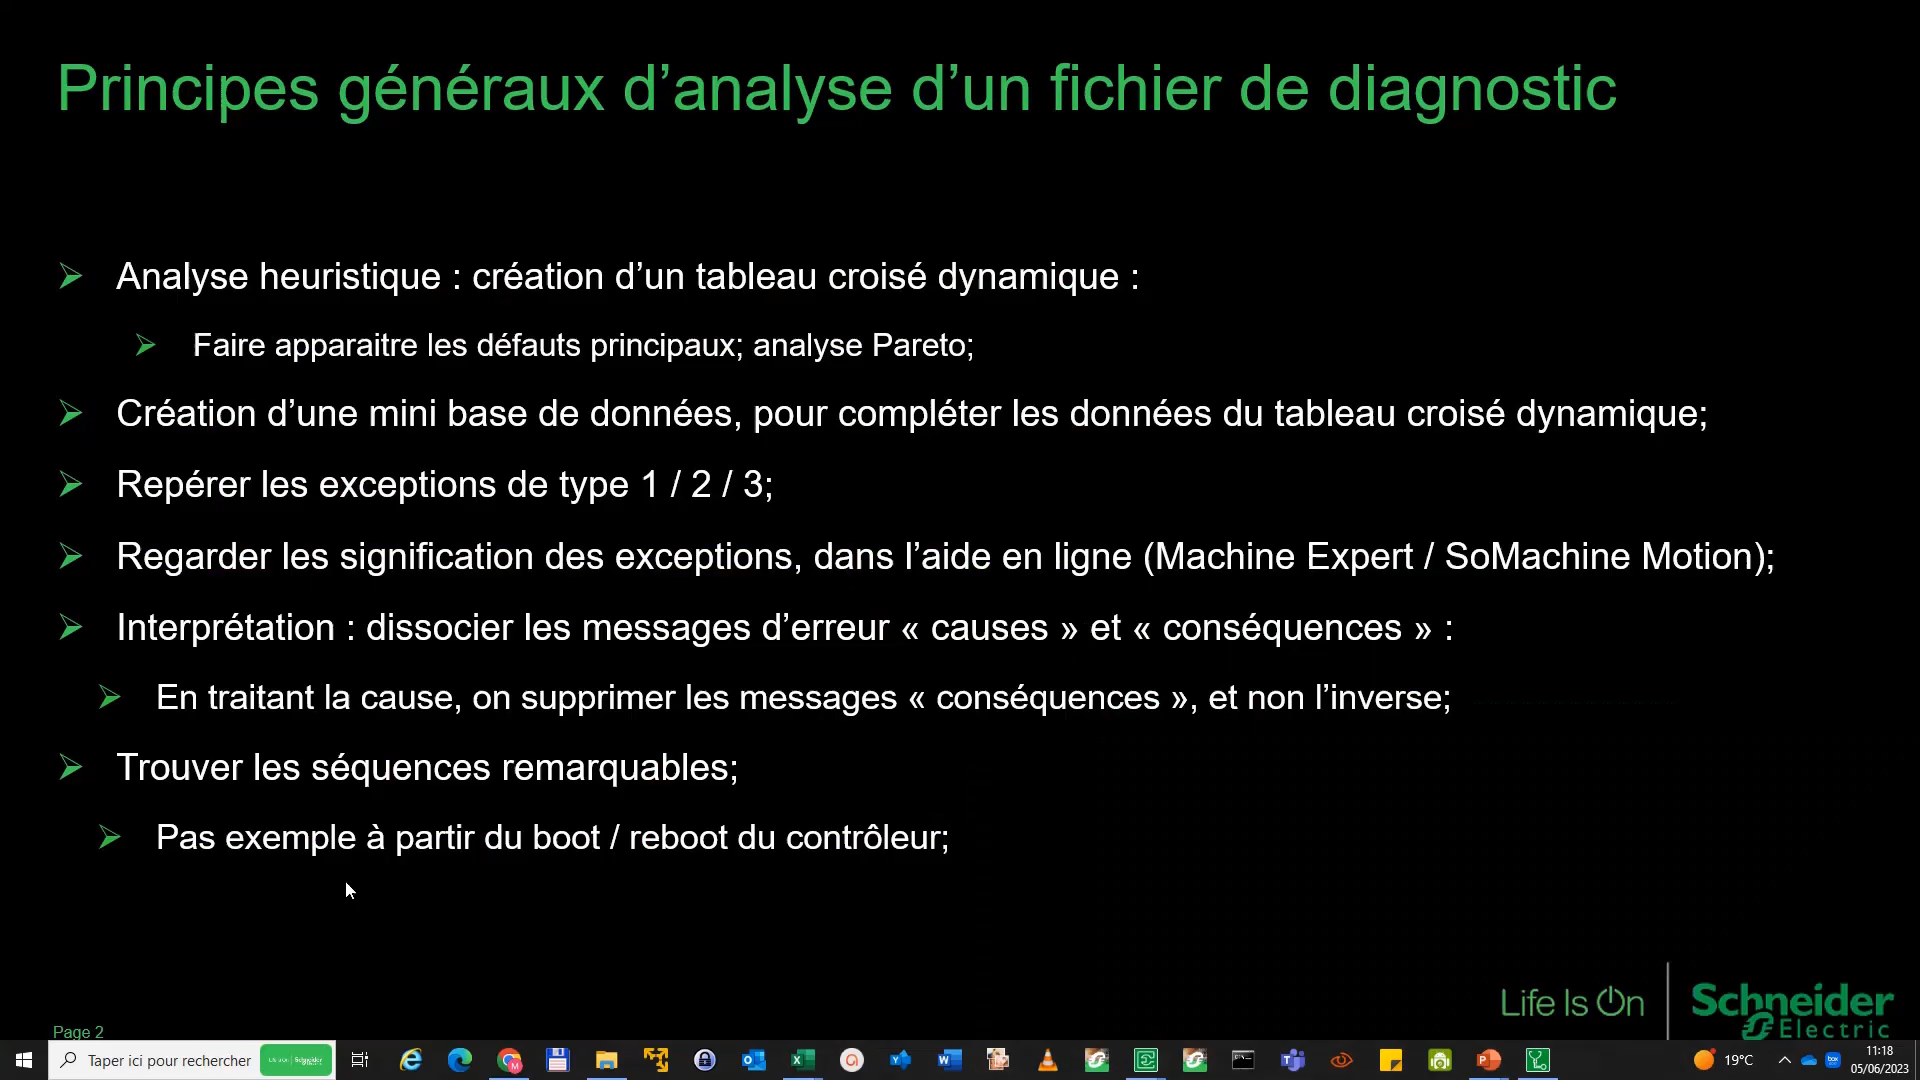 Principes généraux d’analyse d’un fichier de diagnostic
Analyse heuristique : création d’un tableau croisé dynamique :
Faire apparaitre les défauts principaux; analyse Pareto;
Création d’une mini base de données, pour compléter les données du tableau croisé dynamique;
Repérer les exceptions de type 1 / 2 / 3;
Regarder les signification des exceptions, dans l’aide en ligne (Machine Expert / SoMachine Motion);
Interprétation : dissocier les messages d’erreur « causes » et « conséquences » :
En traitant la cause, on supprimer les messages « conséquences », et non l’inverse;
Trouver les séquences remarquables;
Pas exemple à partir du boot / reboot du contrôleur;
Life Is On
Schneider
Electric
Page 2
Taper ici pour rechercher
19°C
11:18
05/06/2023